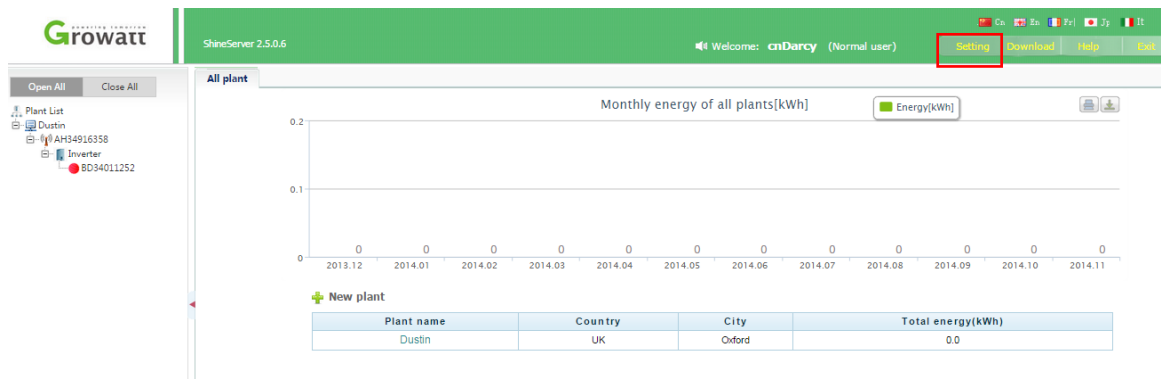 powering tomorrow
Growatt
Cn En Fr| Jp It
ShineServer 2.5.0.6
Welcome: cnDarcy (Normal user)
Setting Download Help Exit
Open All Close All
Plant List
Dustin
AH34916358
Inverter
BD34011252
All plant
Monthly energy of all plants[kWh]
Energy[kWh]
0.2
0.1
0
0 0 0 0 0 0 0 0 0 0 0 0
2013.12 2014.01 2014.02 2014.03 2014.04 2014.05 2014.06 2014.07 2014.08 2014.09 2014.10 2014.11
New plant
Plant name Country City Total energy(kWh)
Dustin UK Oxford 0.0